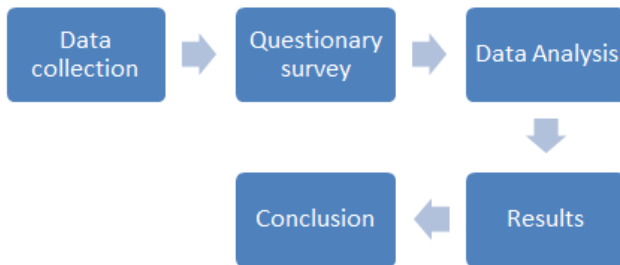 Data
collection
Questionary
survey
Data Analysis
Results
Conclusion